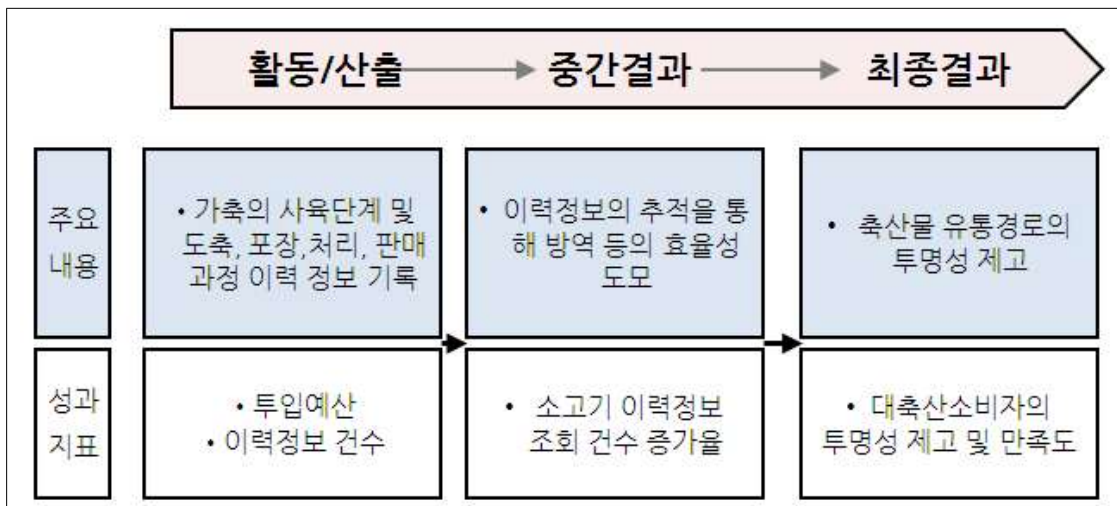 활동/산출 중간결과 최종결과
주요
내용
• 가축의 사육단계 및
도축, 포장,처리, 판매
과정 이력 정보 기록
• 이력정보의 추적을 통
해 방역 등의 효율성
도모
• 축산물 유통경로의
투명성 제고
성과
지표
• 투입예산
• 이력정보 건수
• 소고기 이력정보
조회 건수 증가율
• 대축산소비자의
투명성 제고 및 만족도